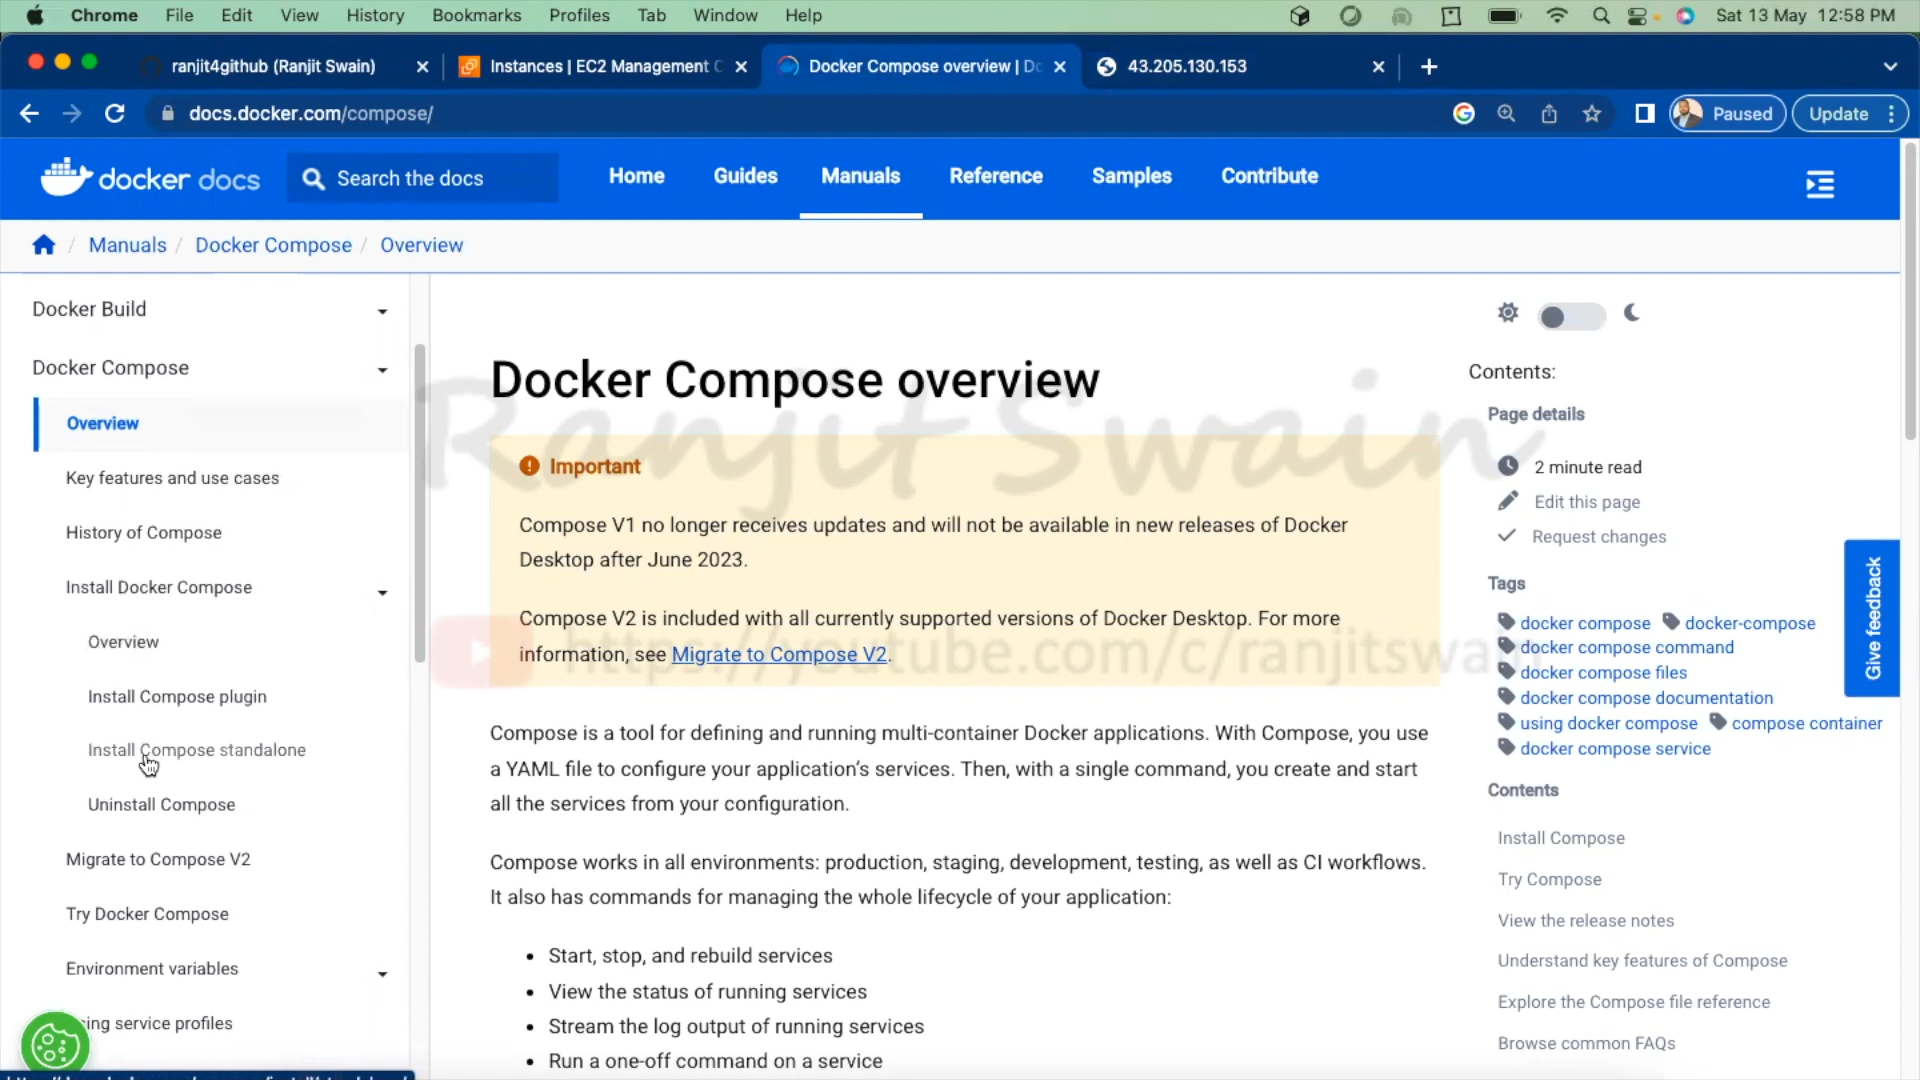 Chrome File Edit View History Bookmarks Profiles Tab Window Help Sat 13 May 12:58 PM
ranjit4github (Ranjit Swain) Instances | EC2 Management C Docker Compose overview | Do 43.205.130.153
docs.docker.com/compose/ Paused Update
docker docs Search the docs Home Guides Manuals Reference Samples Contribute
/ Manuals / Docker Compose / Overview
Docker Build
Docker Compose
Overview
Key features and use cases
History of Compose
Install Docker Compose
Overview
Install Compose plugin
Install Compose standalone
Uninstall Compose
Migrate to Compose V2
Try Docker Compose
Environment variables
ing service profiles
Docker Compose overview
Ranjit Swain
Important
Compose V1 no longer receives updates and will not be available in new releases of Docker
Desktop after June 2023.
Compose V2 is included with all currently supported versions of Docker Desktop. For more
information, see Migrate to Compose V2.
https://youtube.com/c/ranjitswain
Compose is a tool for defining and running multi-container Docker applications. With Compose, you use
a YAML file to configure your application’s services. Then, with a single command, you create and start
all the services from your configuration.
Compose works in all environments: production, staging, development, testing, as well as CI workflows.
It also has commands for managing the whole lifecycle of your application:
• Start, stop, and rebuild services
• View the status of running services
• Stream the log output of running services
• Run a one-off command on a service
Contents:
Page details
2 minute read
Edit this page
Request changes
Tags
docker compose docker-compose
docker compose command
docker compose files
docker compose documentation
using docker compose compose container
docker compose service
Contents
Install Compose
Try Compose
View the release notes
Understand key features of Compose
Explore the Compose file reference
Browse common FAQs
Give feedback